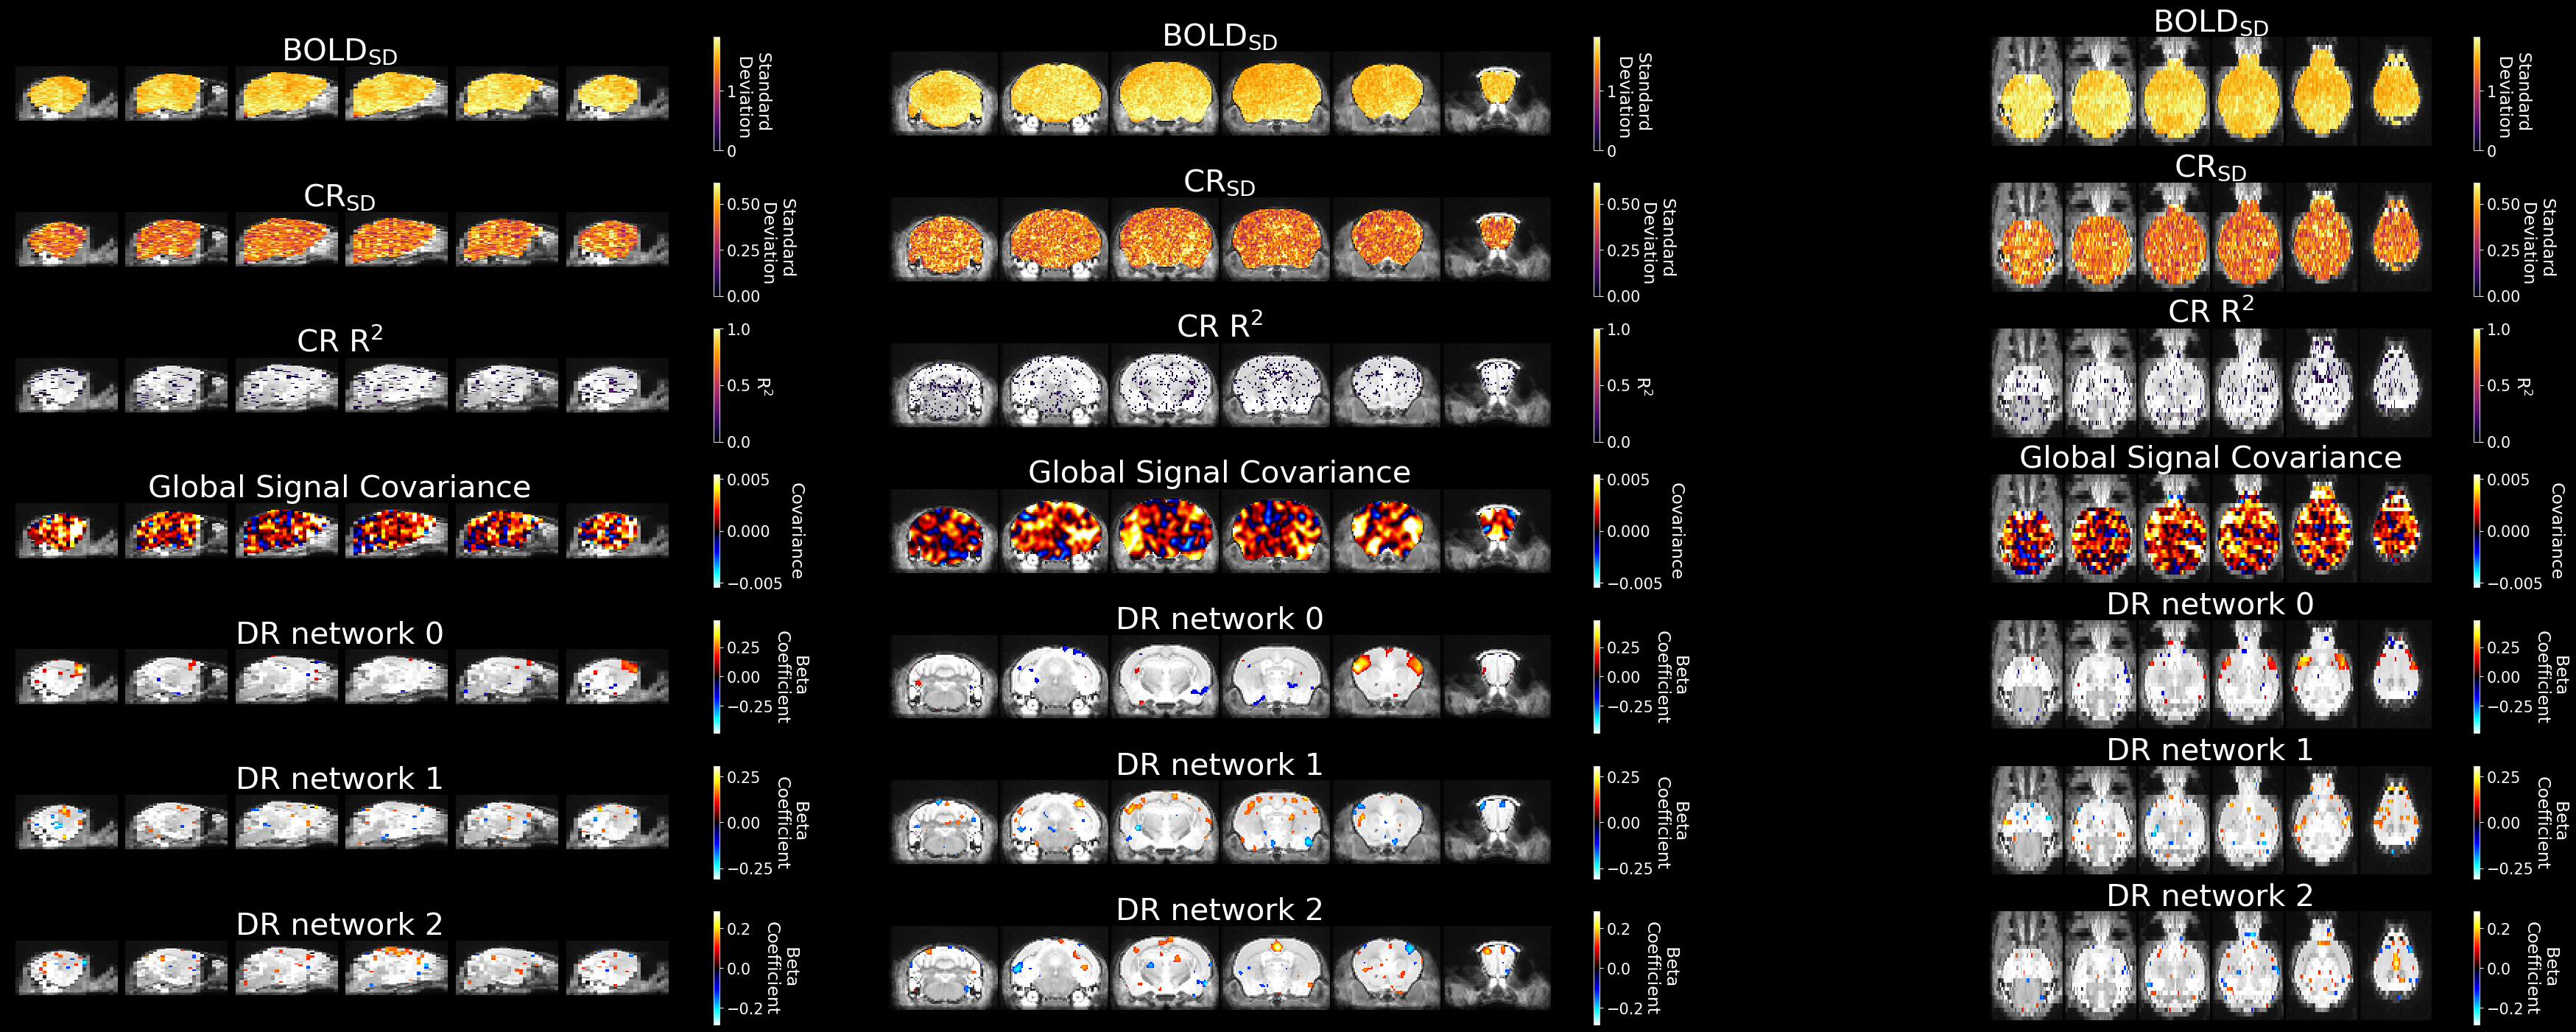 BOLD_SD
1
0
Standard
Deviation
BOLD_SD
1
0
Standard
Deviation
BOLD_SD
1
0
Standard
Deviation
CR_SD
0.50
0.25
0.00
Standard
Deviation
CR_SD
0.50
0.25
0.00
Standard
Deviation
CR_SD
0.50
0.25
0.00
Standard
Deviation
CR R²
1.0
0.5
0.0
R²
CR R²
1.0
0.5
0.0
R²
CR R²
1.0
0.5
0.0
R²
Global Signal Covariance
0.005
0.000
−0.005
Covariance
Global Signal Covariance
0.005
0.000
−0.005
Covariance
Global Signal Covariance
0.005
0.000
−0.005
Covariance
DR network 0
0.25
0.00
−0.25
Beta
Coefficient
DR network 0
0.25
0.00
−0.25
Beta
Coefficient
DR network 0
0.25
0.00
−0.25
Beta
Coefficient
DR network 1
0.25
0.00
−0.25
Beta
Coefficient
DR network 1
0.25
0.00
−0.25
Beta
Coefficient
DR network 1
0.25
0.00
−0.25
Beta
Coefficient
DR network 2
0.2
0.0
−0.2
Beta
Coefficient
DR network 2
0.2
0.0
−0.2
Beta
Coefficient
DR network 2
0.2
0.0
−0.2
Beta
Coefficient